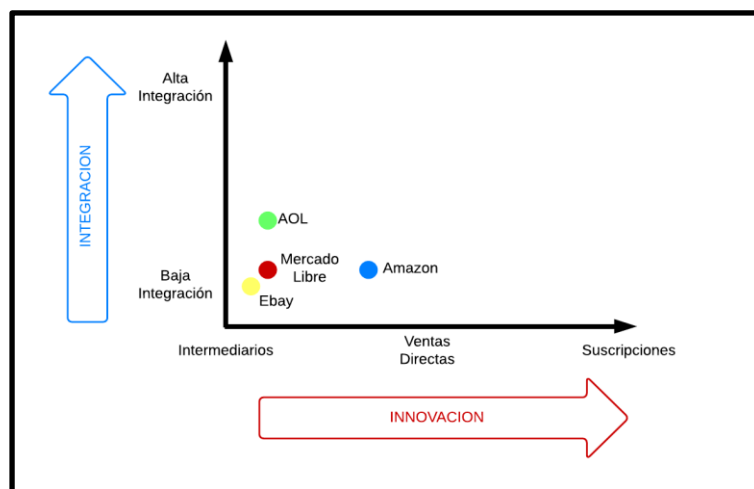 Alta
Integración
INTEGRACION
AOL
Mercado
Libre
Amazon
Baja
Integración
Ebay
Intermediarios
Ventas
Directas
Suscripciones
INNOVACION